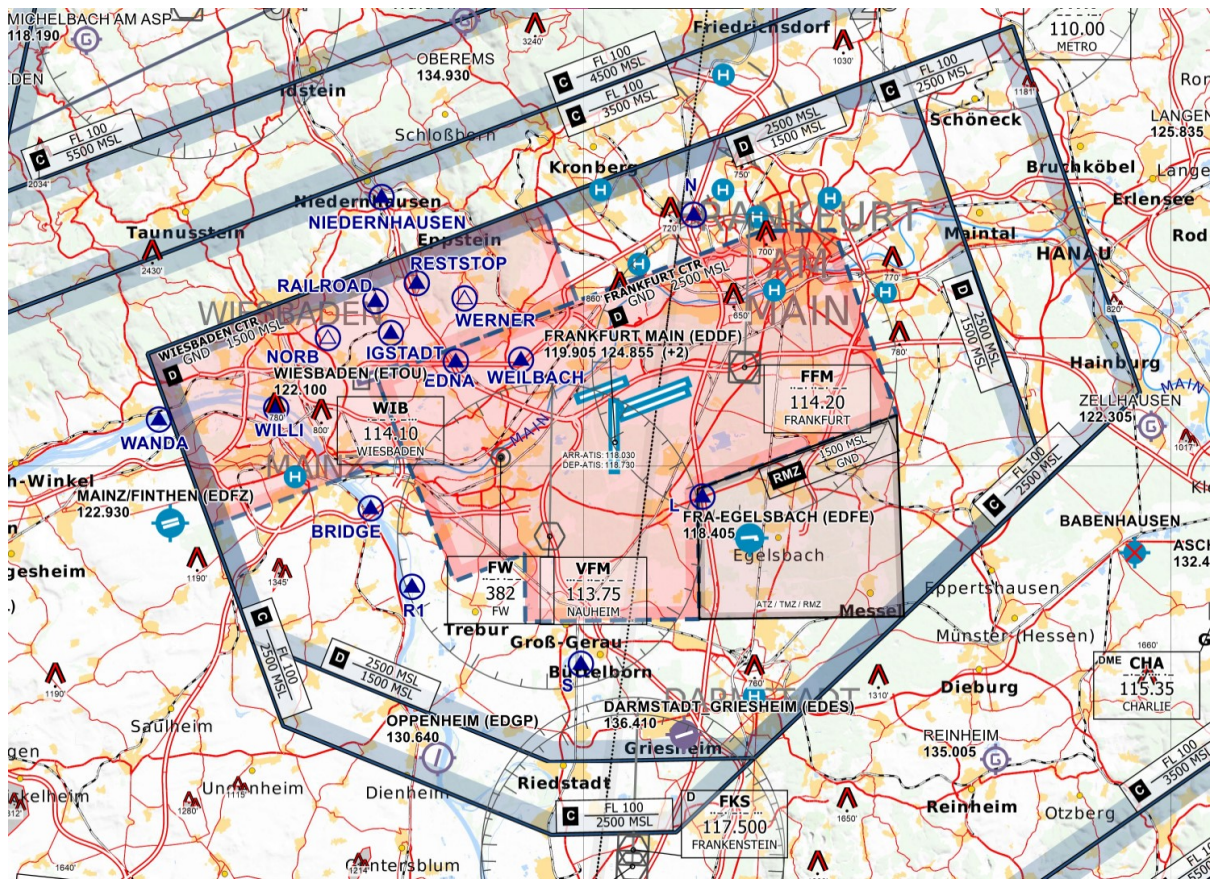 MICHELBACH AM ASP
118.190
3240'
OBEREMS
134.930
Friedrichsdorf
1030'
110.00
METRO
LDEN
Idstein
FL 100
4500 MSL
C
FL 100
3500 MSL
C
FL 100
2500 MSL
C
1181'
Ror
Schloßborn
Schöneck
LANGEN
125.835
C
FL 100
5500 MSL
2034'
D
2500 MSL
1500 MSL
Kronberg
750'
Bruchköbel
Lange
Niedernhausen
NIEDERNHAUSEN
N
720'
FRANKFURT
AM
MAIN
700'
Erlensee
Taunusstein
2430'
Eppstein
Maintal
HANAU
Rod
RESTSTOP
RAILROAD
WIESBADEN
WERNER
860'
FRANKFURT CTR
GND 2500 MSL
D
650'
770'
D
2500 MSL
1500 MSL
820'
WIESBADEN CTR
GND 1500 MSL
D
NORB
IGSTADT
FRANKFURT MAIN (EDDF)
119.905 124.855 (+2)
780'
Hainburg
WIESBADEN (ETOU)
122.100
EDNA
WEILBACH
FFM
114.20
FRANKFURT
MAIN
ZELLHAUSEN
122.305
WANDA
780'
WILLI
800'
WIB
114.10
WIESBADEN
MAIN
1017'
MAINZ
ARR-ATIS:118.030
DEP-ATIS:118.730
1500 MSL
GND
RMZ
FL 100
2500 MSL
C
h-Winkel
MAINZ/FINTHEN (EDFZ)
122.930
BRIDGE
L
FRA-EGELSBACH (EDFE)
118.405
Egelsbach
BABENHAUSEN
ASCH
132.4
1190'
1345'
gesheim
FW
382
FW
VFM
113.75
NAUHEIM
Eppertshausen
R1
ATZ / TMZ / RMZ
Messel
C
FL 100
2500 MSL
Trebur
Groß-Gerau
Büttelborn
S
Münster-(Hessen)
1660'
D
2500 MSL
1500 MSL
760'
1310'
DME
CHA
115.35
CHARLIE
1190'
DARMSTADT
Dieburg
Saulheim
OPPENHEIM (EDGP)
130.640
DARMSTADT_GRIESHEIM (EDES)
136.410
Griesheim
REINHEIM
135.005
gen
Riedstadt
Dienheim
1115'
1280'
C
FL 100
2500 MSL
D
FKS
117.500
FRANKENSTEIN
1650'
Reinheim
Otzberg
C
FL 100
3500 MSL
1640'
1214'
Guntersblum